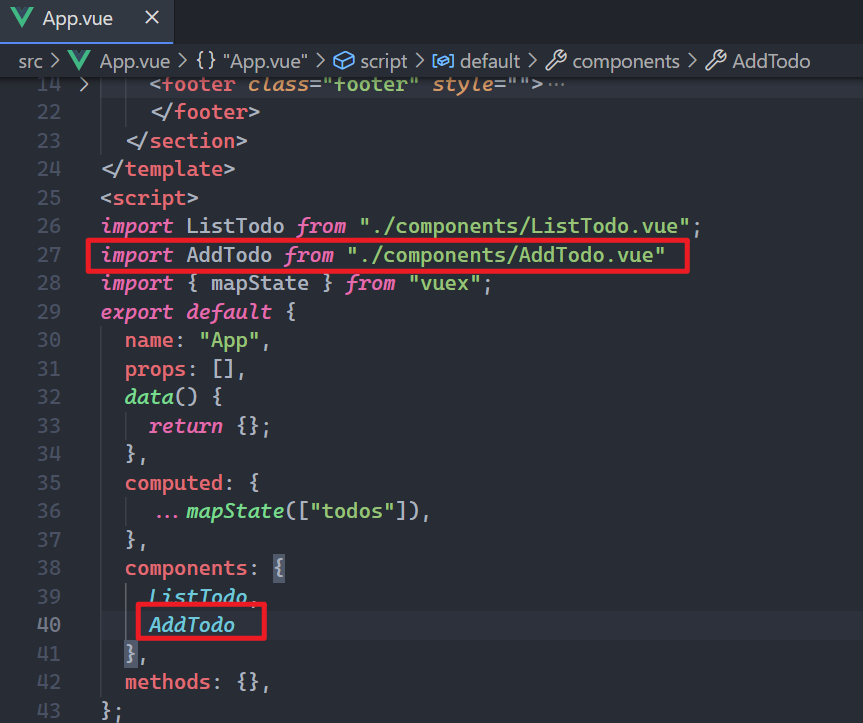 App.vue ×
src > App.vue > {} "App.vue" > script > default > components > AddTodo
14 > <footer class="footer" style="">…
22 </footer>
23 </section>
24 </template>
25 <script>
26 import ListTodo from "./components/ListTodo.vue";
27 import AddTodo from "./components/AddTodo.vue"
28 import { mapState } from "vuex";
29 export default {
30 name: "App",
31 props: [],
32 data() {
33 return {};
34 },
35 computed: {
36 ...mapState(["todos"]),
37 },
38 components: {
39 ListTodo,
40 AddTodo
41 },
42 methods: {},
43 };